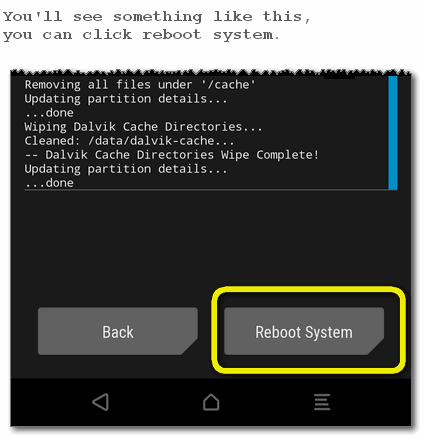 You'll see something like this,
you can click reboot system.
Removing all files under '/cache'
Updating partition details...
...done
Wiping Dalvik Cache Directories...
Cleaned: /data/dalvik-cache...
-- Dalvik Cache Directories Wipe Complete!
Updating partition details...
...done
Back
Reboot System